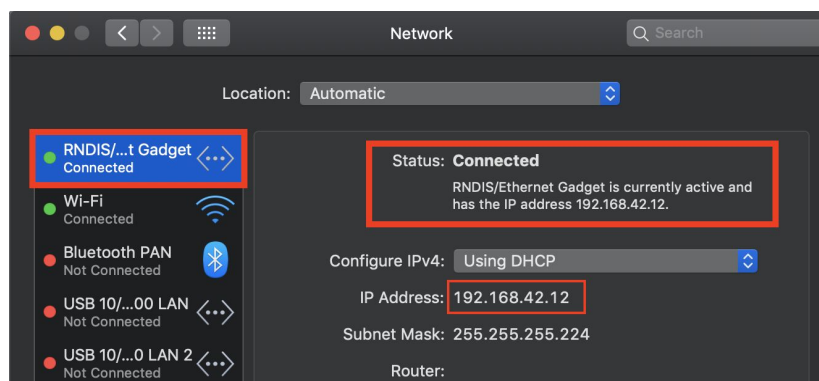 Network
Search
Location: Automatic
RNDIS/...t Gadget
Connected
Wi-Fi
Connected
Bluetooth PAN
Not Connected
USB 10/...00 LAN
Not Connected
USB 10/...0 LAN 2
Not Connected
Status: Connected
RNDIS/Ethernet Gadget is currently active and
has the IP address 192.168.42.12.
Configure IPv4: Using DHCP
IP Address: 192.168.42.12
Subnet Mask: 255.255.255.224
Router: